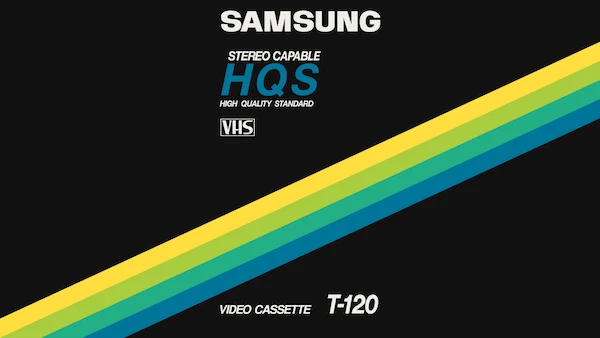 SAMSUNG
STEREO CAPABLE
HQS
HIGH QUALITY STANDARD
VHS
VIDEO CASSETTE T-120